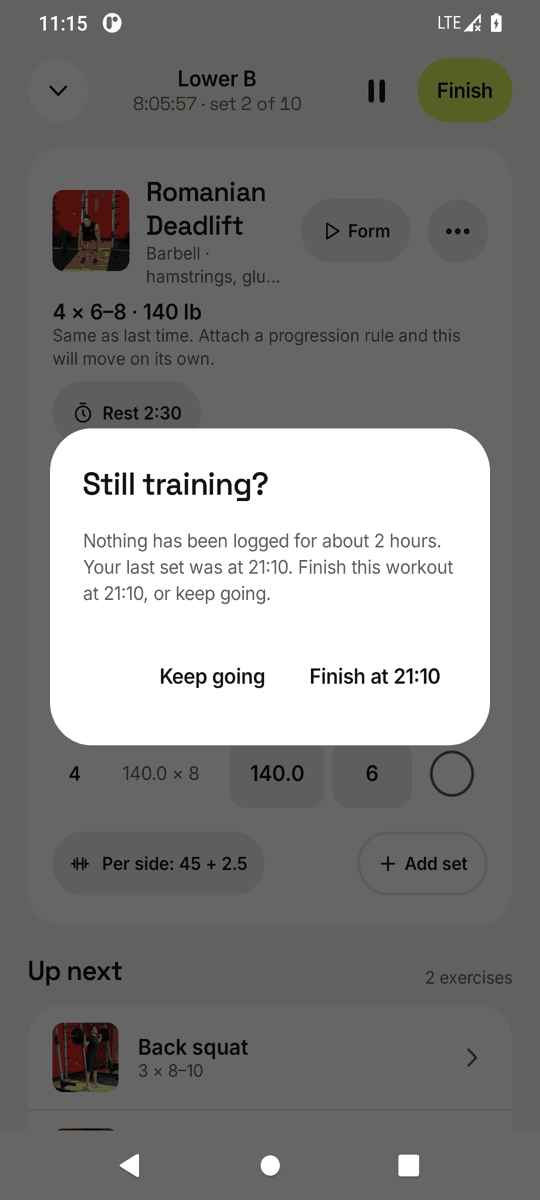 11:15
LTE
Lower B
8:05:57 · set 2 of 10
Finish
Romanian
Deadlift
Barbell ·
hamstrings, glu...
Form
4 × 6–8 · 140 lb
Same as last time. Attach a progression rule and this
will move on its own.
Rest 2:30
Still training?
Nothing has been logged for about 2 hours.
Your last set was at 21:10. Finish this workout
at 21:10, or keep going.
Keep going
Finish at 21:10
4 140.0 × 8 140.0 6
Per side: 45 + 2.5
+ Add set
Up next
2 exercises
Back squat
3 × 8–10